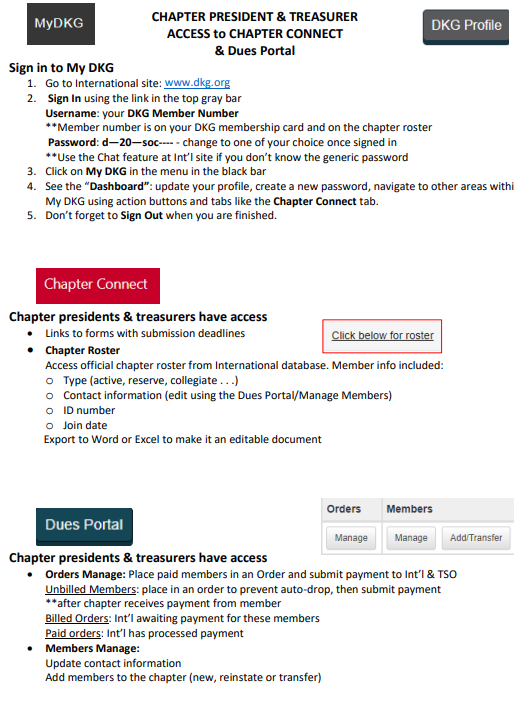 MyDKG
CHAPTER PRESIDENT & TREASURER
ACCESS to CHAPTER CONNECT
& Dues Portal
DKG Profile
Sign in to My DKG
1. Go to International site: www.dkg.org
2. Sign In using the link in the top gray bar
Username: your DKG Member Number
**Member number is on your DKG membership card and on the chapter roster
Password: d—20—soc---- - change to one of your choice once signed in
**Use the Chat feature at Int'l site if you don't know the generic password
3. Click on My DKG in the menu in the black bar
4. See the "Dashboard": update your profile, create a new password, navigate to other areas withi
My DKG using action buttons and tabs like the Chapter Connect tab.
5. Don't forget to Sign Out when you are finished.
Chapter Connect
Chapter presidents & treasurers have access
• Links to forms with submission deadlines
Click below for roster
• Chapter Roster
Access official chapter roster from International database. Member info included:
o Type (active, reserve, collegiate . . .)
o Contact information (edit using the Dues Portal/Manage Members)
o ID number
o Join date
Export to Word or Excel to make it an editable document
Dues Portal
Orders Members
Manage Manage Add/Transfer
Chapter presidents & treasurers have access
• Orders Manage: Place paid members in an Order and submit payment to Int'l & TSO
Unbilled Members: place in an order to prevent auto-drop, then submit payment
**after chapter receives payment from member
Billed Orders: Int'l awaiting payment for these members
Paid orders: Int'l has processed payment
• Members Manage:
Update contact information
Add members to the chapter (new, reinstate or transfer)